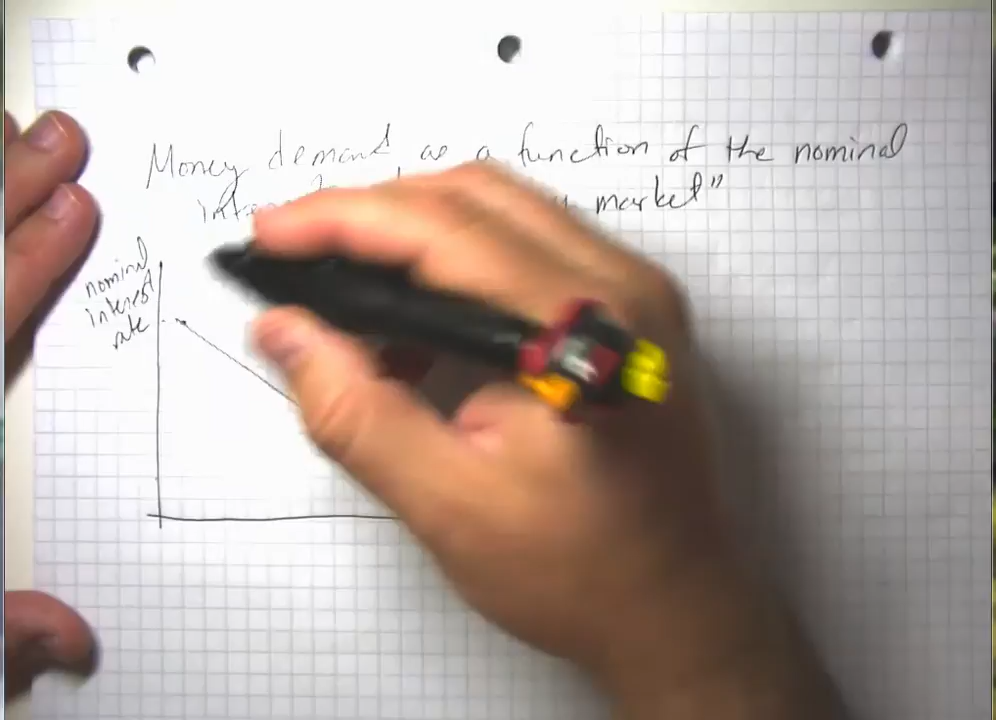 Money demand as a function of the nominal
market"
nominal
interest
rate